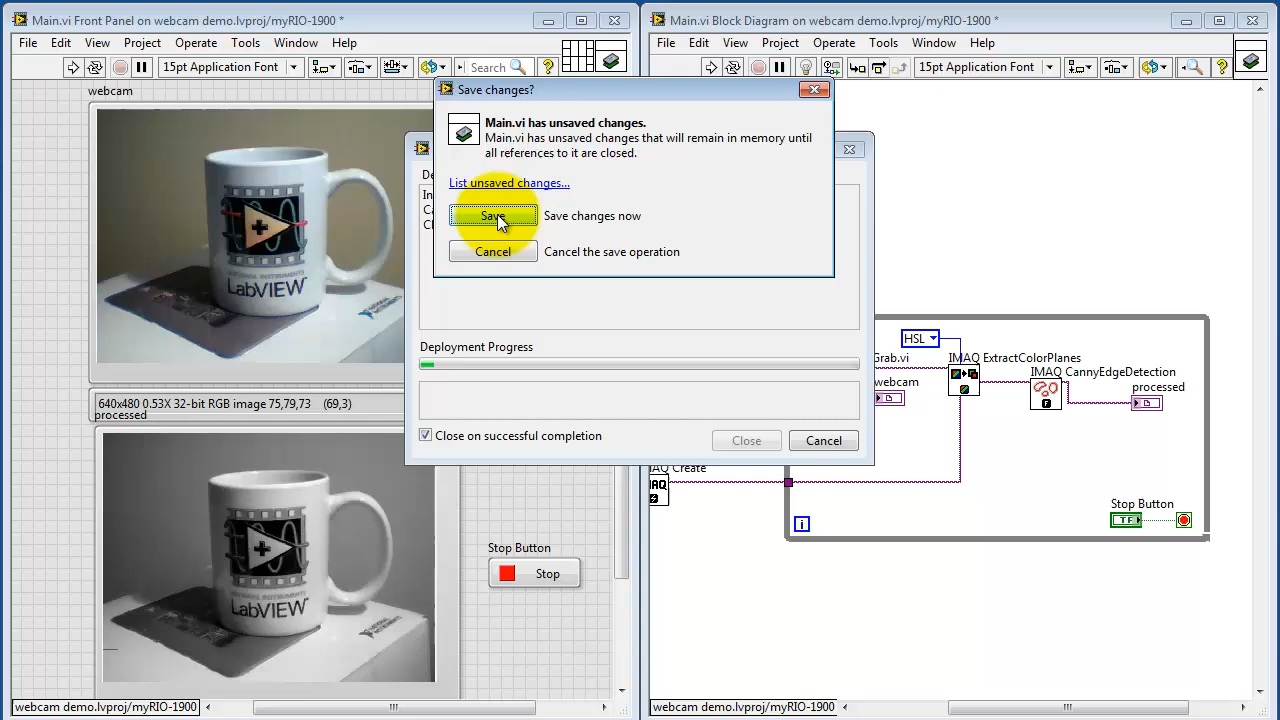 Main.vi Front Panel on webcam demo.lvproj/myRIO-1900 *
File Edit View Project Operate Tools Window Help
15pt Application Font
Search
?
webcam
NATIONAL INSTRUMENTS
LabVIEW™
640x480 0.53X 32-bit RGB image 75,79,73 (69,3)
processed
LabVIEW™
Stop Button
Stop
webcam demo.lvproj/myRIO-1900
Save changes?
Main.vi has unsaved changes.
Main.vi has unsaved changes that will remain in memory until
all references to it are closed.
List unsaved changes...
Save Save changes now
Cancel Cancel the save operation
Deployment Progress
Close on successful completion
Close
Cancel
Main.vi Block Diagram on webcam demo.lvproj/myRIO-1900 *
File Edit View Project Operate Tools Window Help
15pt Application Font
?
HSL
Grab.vi
IMAQ ExtractColorPlanes
webcam
IMAQ CannyEdgeDetection
processed
AQ Create
Stop Button
TF
i
webcam demo.lvproj/myRIO-1900